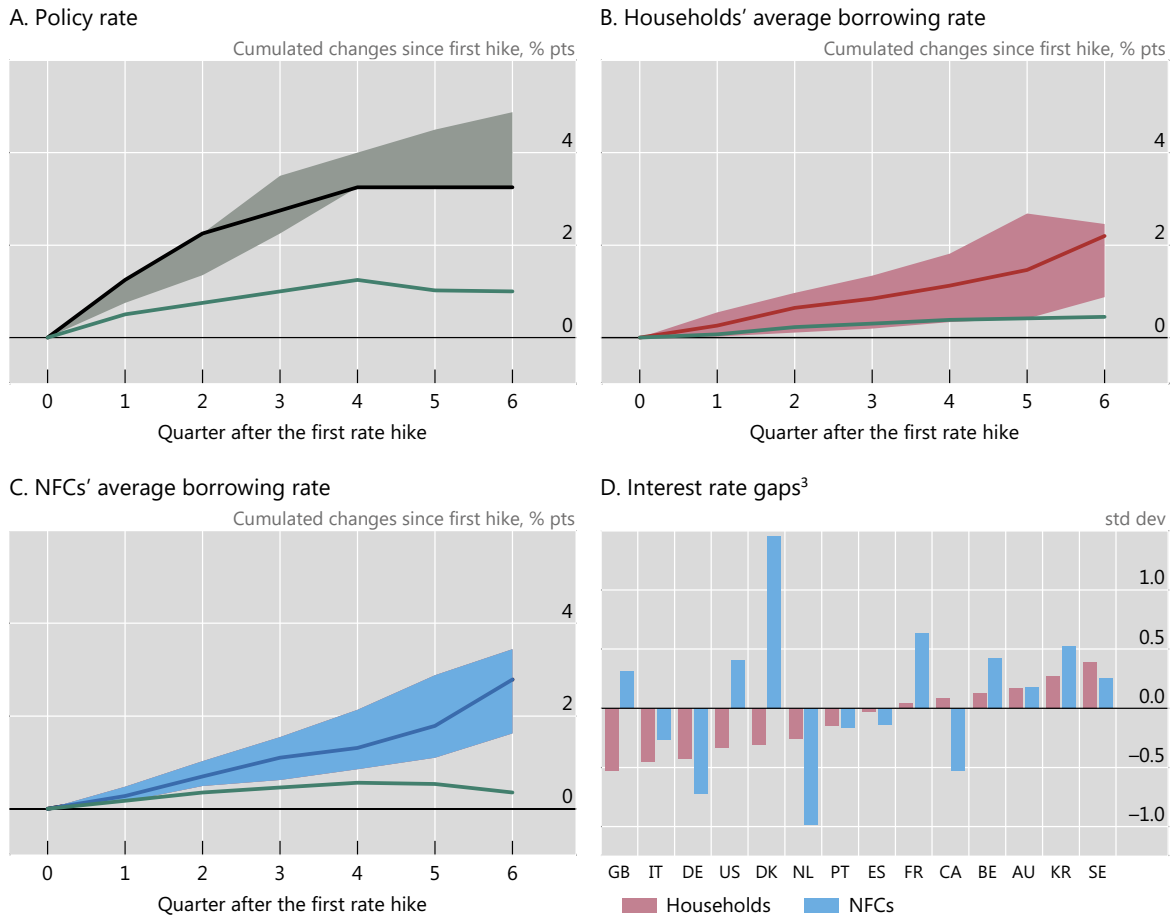 A. Policy rate
Cumulated changes since first hike, % pts
4
2
0
0 1 2 3 4 5 6
Quarter after the first rate hike
B. Households’ average borrowing rate
Cumulated changes since first hike, % pts
4
2
0
0 1 2 3 4 5 6
Quarter after the first rate hike
C. NFCs’ average borrowing rate
Cumulated changes since first hike, % pts
4
2
0
0 1 2 3 4 5 6
Quarter after the first rate hike
D. Interest rate gaps³
std dev
1.0
0.5
0.0
–0.5
–1.0
GB IT DE US DK NL PT ES FR CA BE AU KR SE
Households NFCs